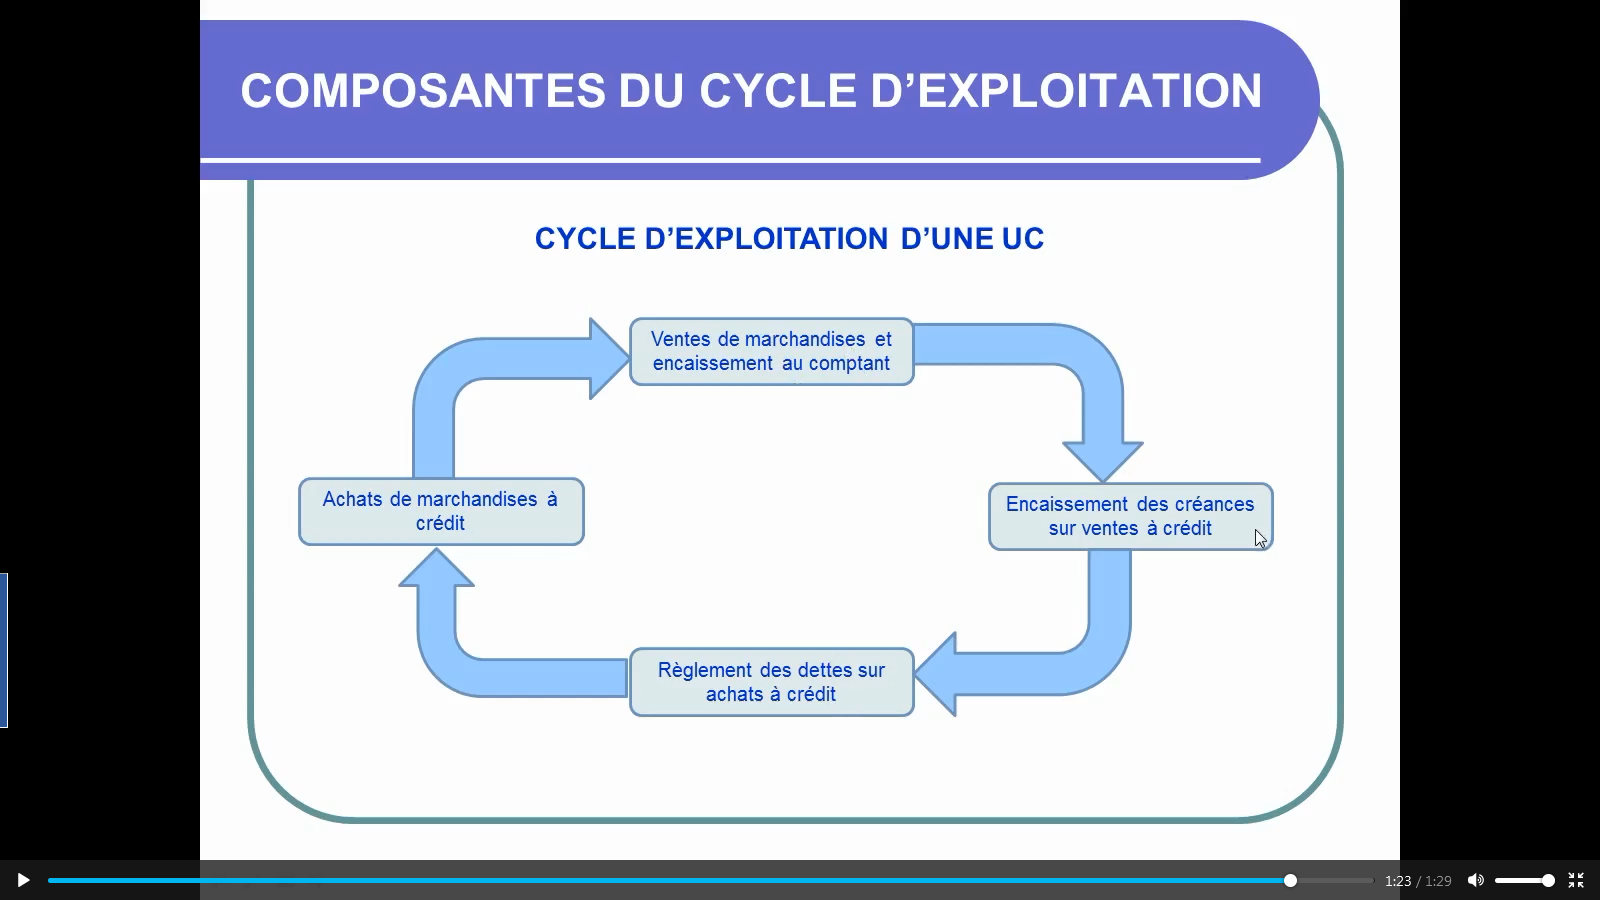 COMPOSANTES DU CYCLE D’EXPLOITATION
CYCLE D’EXPLOITATION D’UNE UC
Ventes de marchandises et
encaissement au comptant
Achats de marchandises à
crédit
Encaissement des créances
sur ventes à crédit
Règlement des dettes sur
achats à crédit
1:23 / 1:29